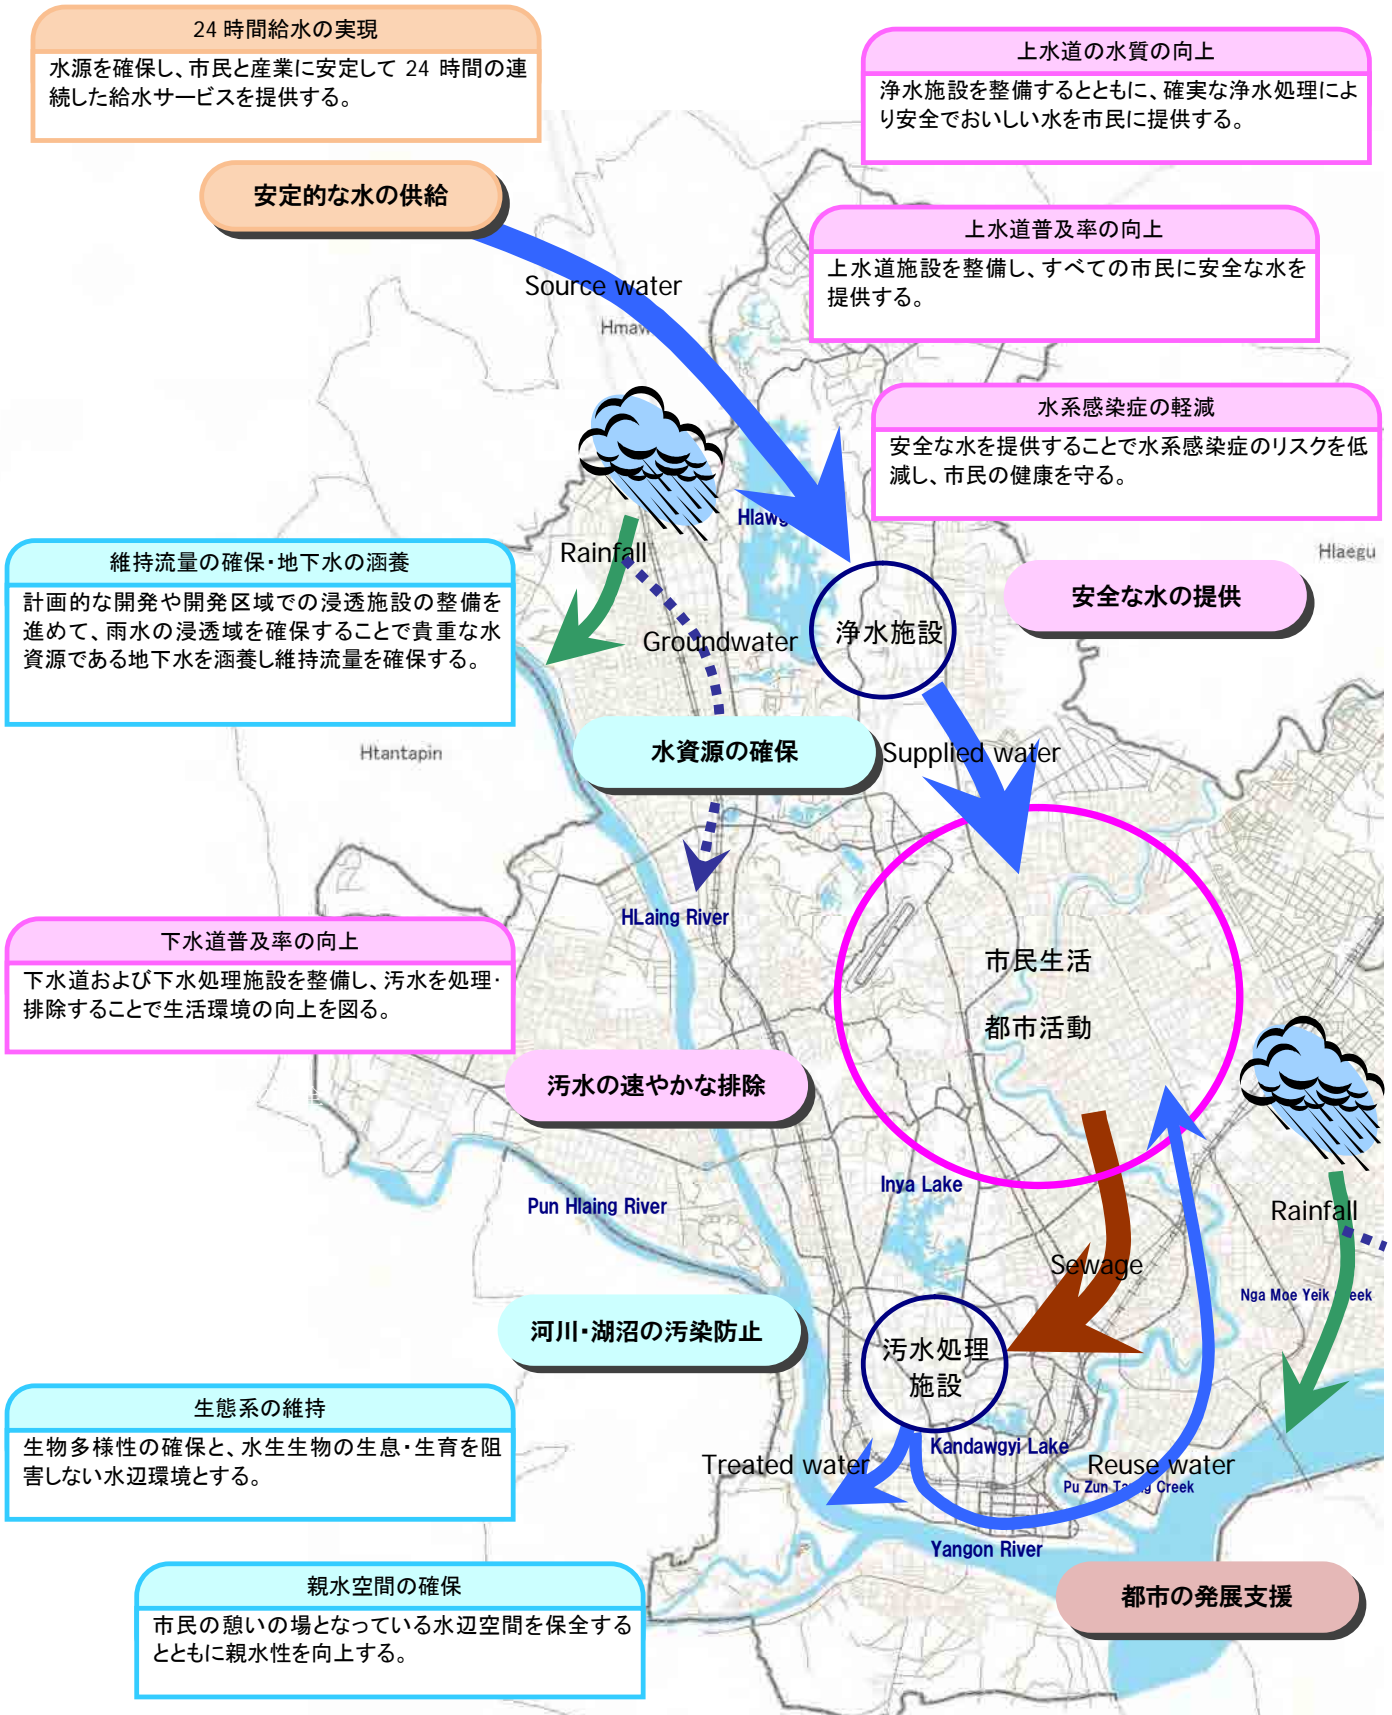 24 時間給水の実現
水源を確保し、市民と産業に安定して 24 時間の連
続した給水サービスを提供する。
上水道の水質の向上
浄水施設を整備するとともに、確実な浄水処理によ
り安全でおいしい水を市民に提供する。
安定的な水の供給
上水道普及率の向上
上水道施設を整備し、すべての市民に安全な水を
提供する。
Source water
水系感染症の軽減
安全な水を提供することで水系感染症のリスクを低
減し、市民の健康を守る。
Hlaegu
Rainfall
維持流量の確保・地下水の涵養
計画的な開発や開発区域での浸透施設の整備を
進めて、雨水の浸透域を確保することで貴重な水
資源である地下水を涵養し維持流量を確保する。
安全な水の提供
Groundwater
浄水施設
Htantapin
水資源の確保
Supplied water
HLaing River
下水道普及率の向上
下水道および下水処理施設を整備し、汚水を処理・
排除することで生活環境の向上を図る。
市民生活
都市活動
汚水の速やかな排除
Inya Lake
Pun Hlaing River
Rainfall
Sewage
Nga Moe Yeik Creek
河川・湖沼の汚染防止
汚水処理
施設
生態系の維持
生物多様性の確保と、水生生物の生息・生育を阻
害しない水辺環境とする。
Kandawgyi Lake
Treated water
Reuse water
Pu Zun Taung Creek
Yangon River
親水空間の確保
市民の憩いの場となっている水辺空間を保全する
とともに親水性を向上する。
都市の発展支援